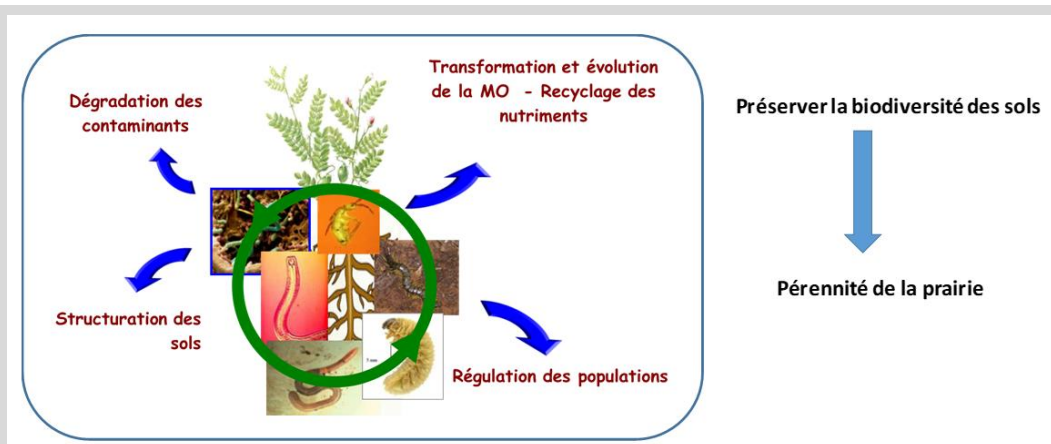 Transformation et évolution
de la MO - Recyclage des
nutriments
Dégradation des
contaminants
Structuration des
sols
Régulation des populations
Préserver la biodiversité des sols
Pérennité de la prairie